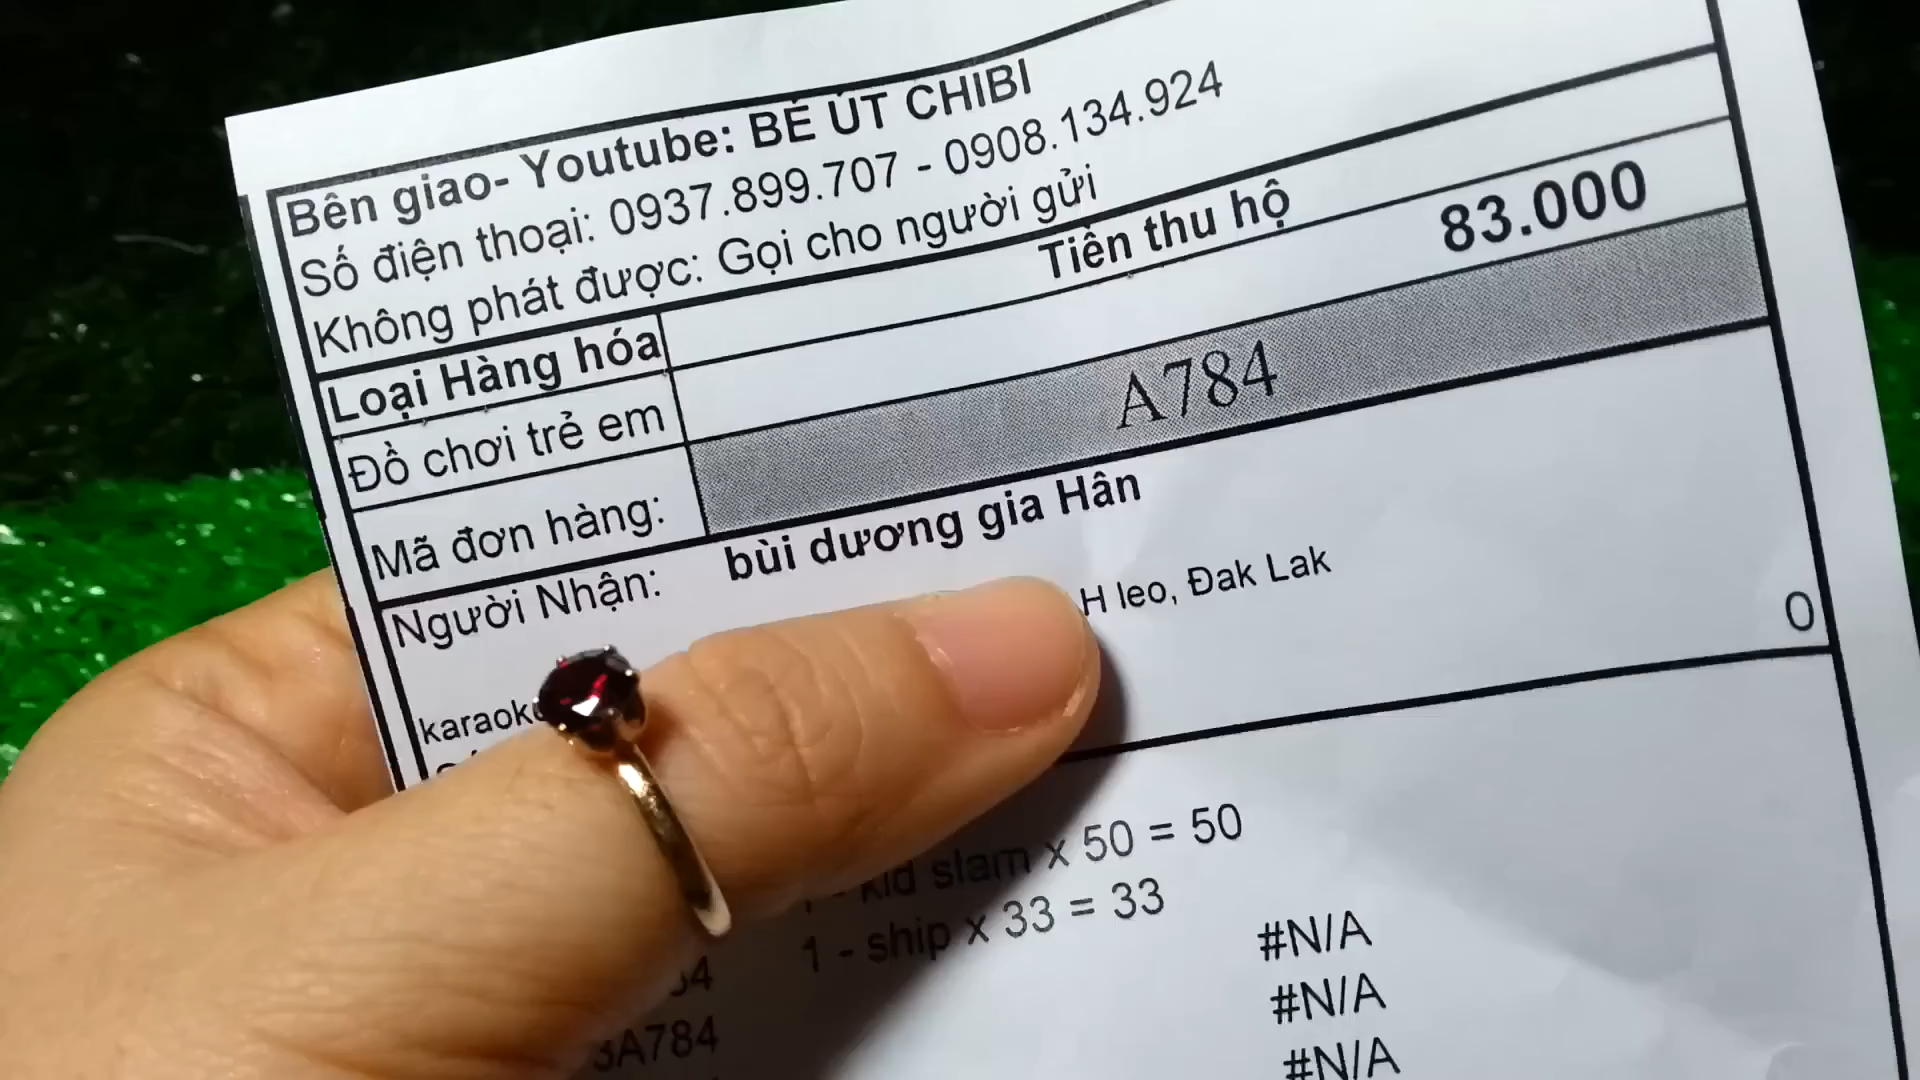 Bên giao- Youtube: BÉ ÚT CHIBI
Số điện thoại: 0937.899.707 - 0908.134.924
Không phát được: Gọi cho người gửi
Loại Hàng hóa Tiền thu hộ
Đồ chơi trẻ em 83.000
Mã đơn hàng: A784
Người Nhận: bùi dương gia Hân
H leo, Đak Lak
0
karaoke
1 - kid slam x 50 = 50
1 - ship x 33 = 33
#N/A
#N/A
3A784
#N/A